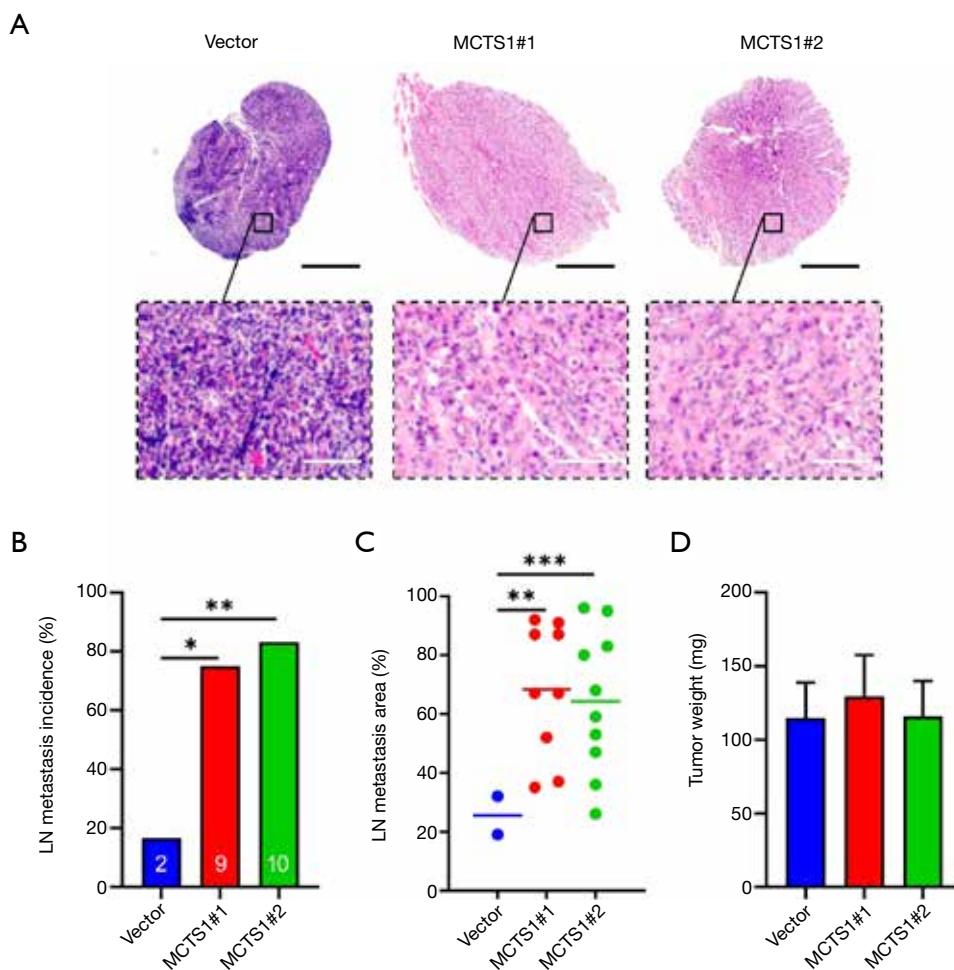 A
Vector
MCTS1#1
MCTS1#2
B
LN metastasis incidence (%)
100
80
60
40
20
0
**
*
2
9
10
Vector
MCTS1#1
MCTS1#2
C
LN metastasis area (%)
100
80
60
40
20
0
***
**
Vector
MCTS1#1
MCTS1#2
D
Tumor weight (mg)
200
150
100
50
0
Vector
MCTS1#1
MCTS1#2